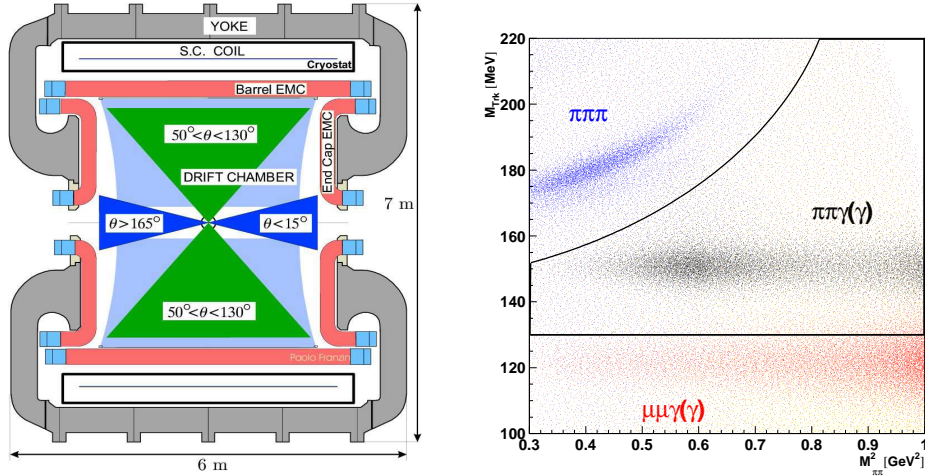 YOKE
S.C. COIL
Cryostat
Barrel EMC
50°<θ<130°
End Cap EMC
DRIFT CHAMBER
θ>165°
θ<15°
7 m
50°<θ<130°
Paolo Franzin
6 m
M_Trk [MeV]
220
200
180
160
140
120
100
πππ
ππγ(γ)
μμγ(γ)
0.3 0.4 0.5 0.6 0.7 0.8 0.9 1
M²_ππ [GeV²]